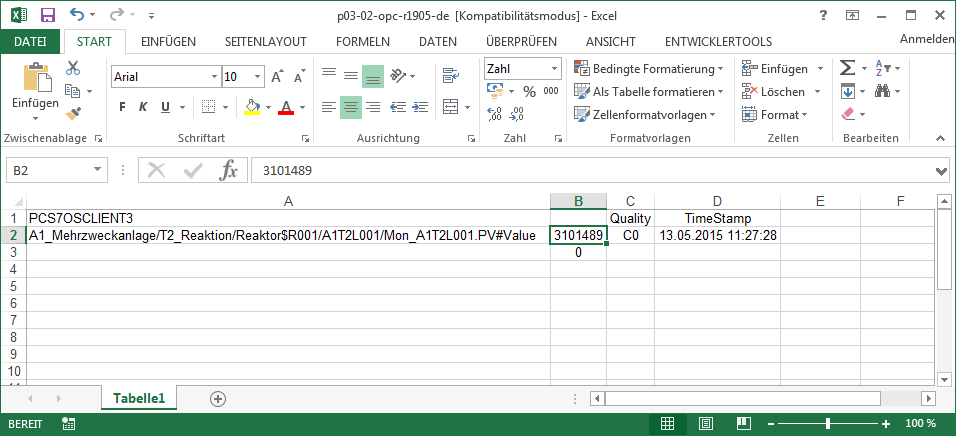 p03-02-opc-r1905-de [Kompatibilitätsmodus] - Excel
DATEI START EINFÜGEN SEITENLAYOUT FORMELN DATEN ÜBERPRÜFEN ANSICHT ENTWICKLERTOOLS Anmelden
Arial 10 Zahl Bedingte Formatierung Einfügen
Einfügen F K U % 000 Als Tabelle formatieren Löschen
Zellenformatvorlagen Format
Zwischenablage Schriftart Ausrichtung Zahl Formatvorlagen Zellen Bearbeiten
B2 fx 3101489
A B C D E F
1 PCS7OSCLIENT3 Quality TimeStamp
2 A1_Mehrzweckanlage/T2_Reaktion/Reaktor$R001/A1T2L001/Mon_A1T2L001.PV#Value 3101489 C0 13.05.2015 11:27:28
3 0
4
5
6
7
8
9
10
Tabelle1
BEREIT 100 %